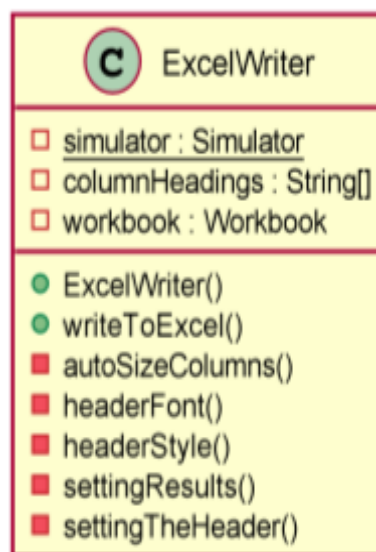 C ExcelWriter
simulator : Simulator
columnHeadings : String[]
workbook : Workbook
ExcelWriter()
writeToExcel()
autoSizeColumns()
headerFont()
headerStyle()
settingResults()
settingTheHeader()